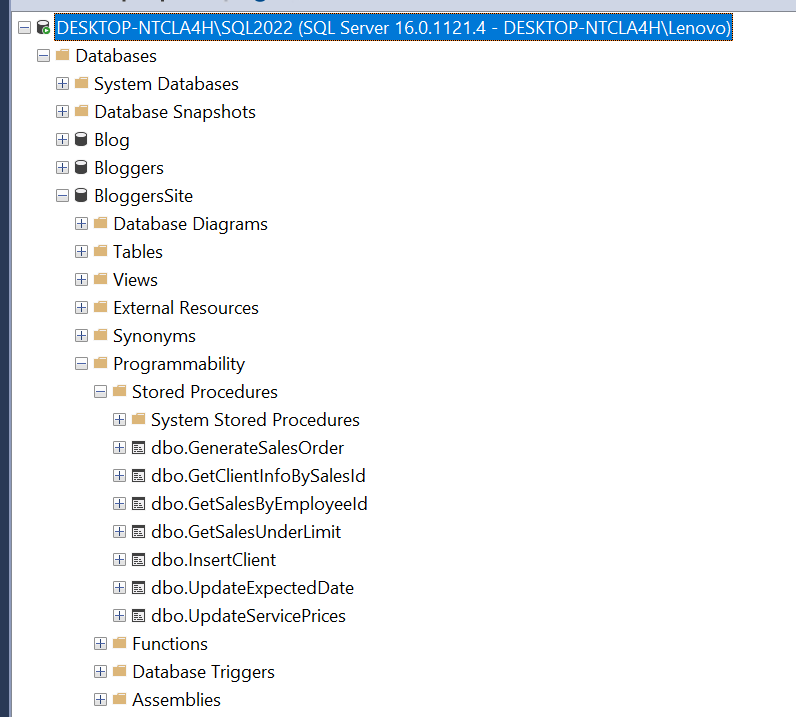 DESKTOP-NTCLA4H\SQL2022 (SQL Server 16.0.1121.4 - DESKTOP-NTCLA4H\Lenovo)
Databases
System Databases
Database Snapshots
Blog
Bloggers
BloggersSite
Database Diagrams
Tables
Views
External Resources
Synonyms
Programmability
Stored Procedures
System Stored Procedures
dbo.GenerateSalesOrder
dbo.GetClientInfoBySalesId
dbo.GetSalesByEmployeeId
dbo.GetSalesUnderLimit
dbo.InsertClient
dbo.UpdateExpectedDate
dbo.UpdateServicePrices
Functions
Database Triggers
Assemblies